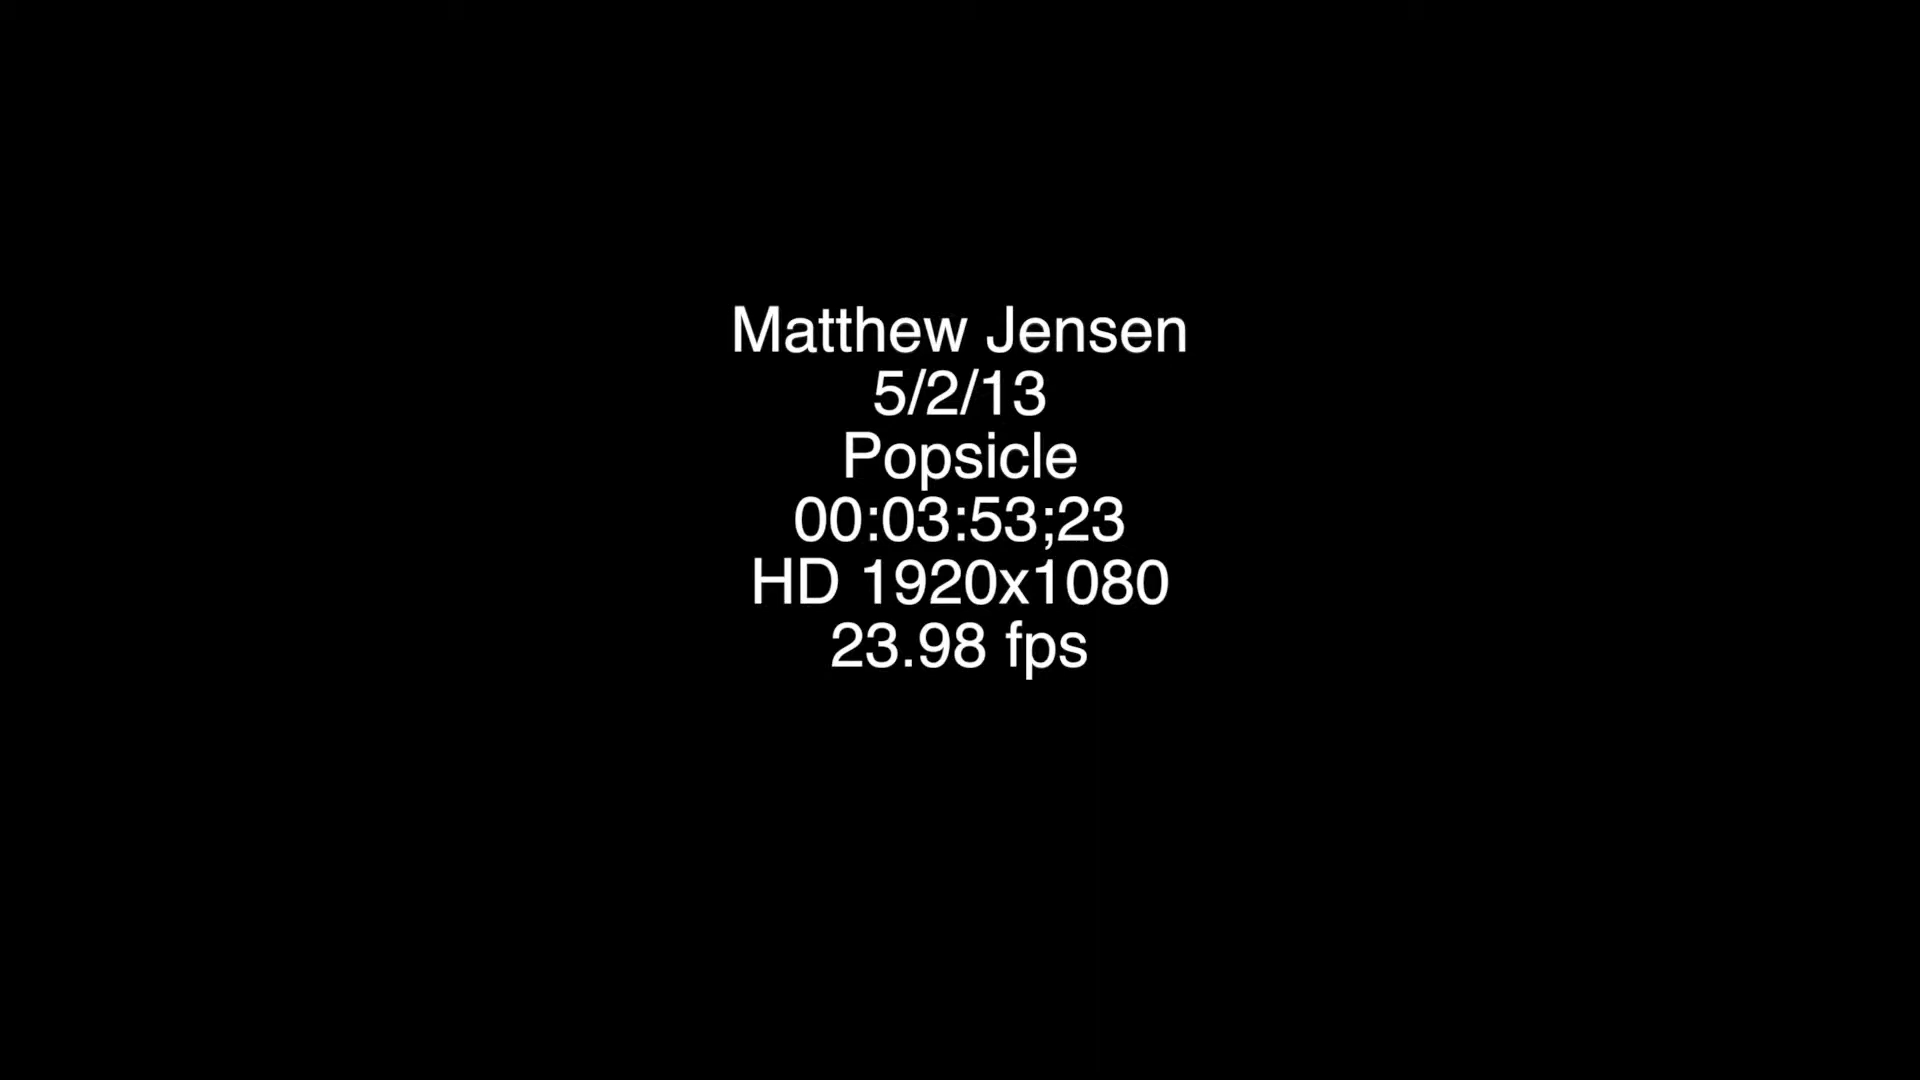 Matthew Jensen
5/2/13
Popsicle
00:03:53;23
HD 1920x1080
23.98 fps